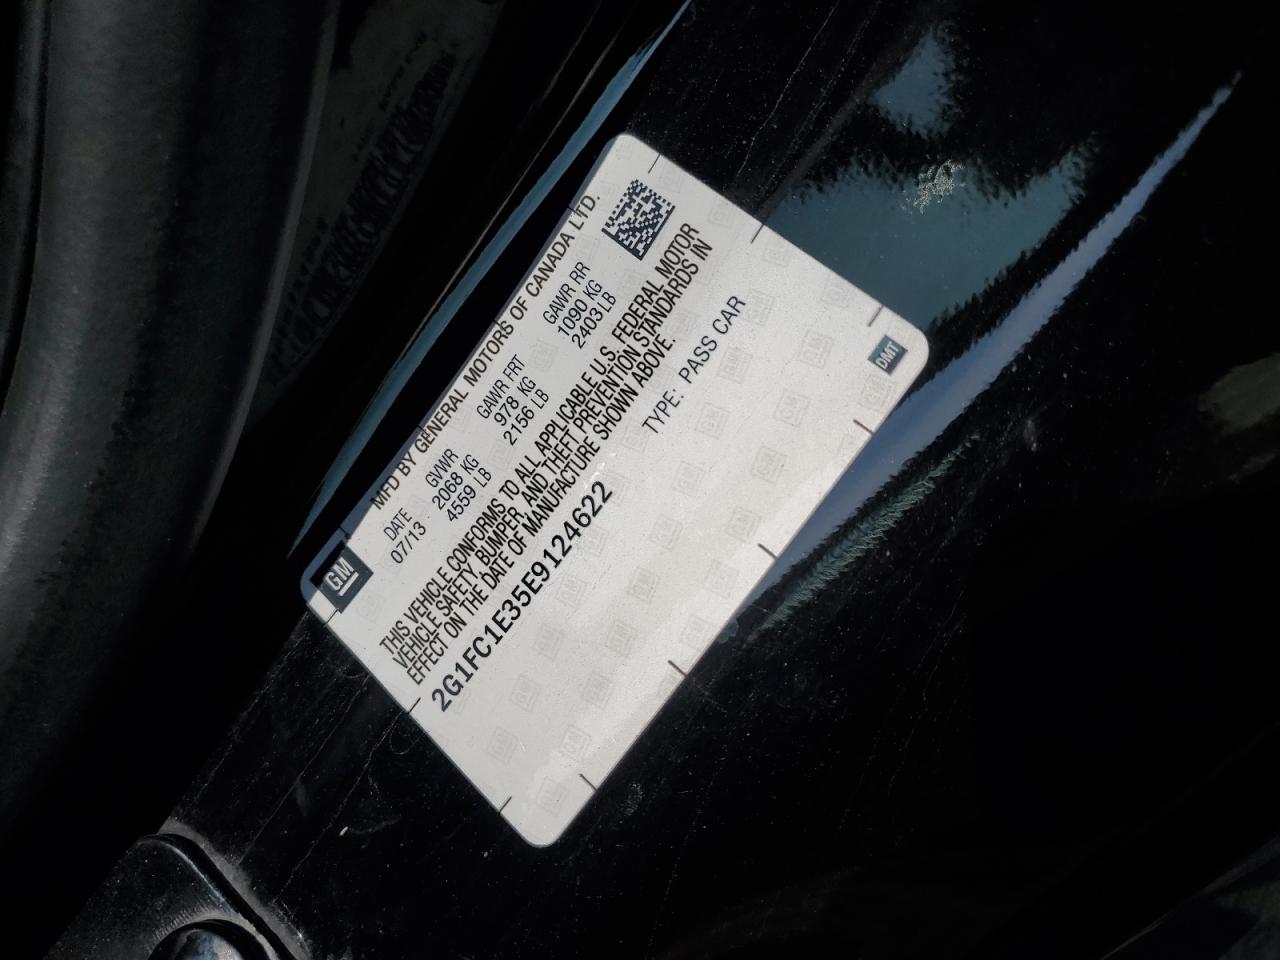 GM
MFD BY GENERAL MOTORS OF CANADA LTD.
DATE GVWR GAWR FRT GAWR RR
07/13 2068 KG 978 KG 1090 KG
4559 LB 2156 LB 2403 LB
THIS VEHICLE CONFORMS TO ALL APPLICABLE U.S. FEDERAL MOTOR
VEHICLE SAFETY, BUMPER, AND THEFT PREVENTION STANDARDS IN
EFFECT ON THE DATE OF MANUFACTURE SHOWN ABOVE.
2G1FC1E35E9124622 TYPE: PASS CAR
DMT